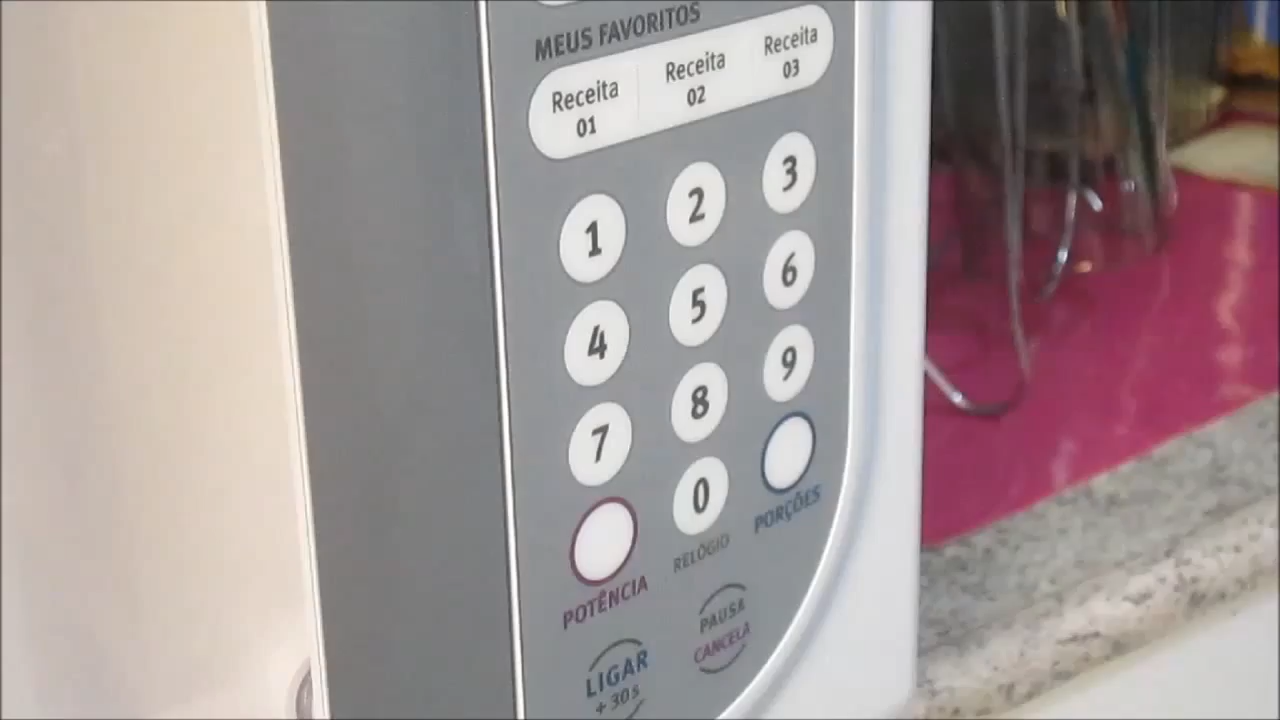 MEUS FAVORITOS
Receita 01
Receita 02
Receita 03
1 2 3
4 5 6
7 8 9
0
POTÊNCIA
RELÓGIO
PORÇÕES
LIGAR
+ 30 s
PAUSA
CANCELA